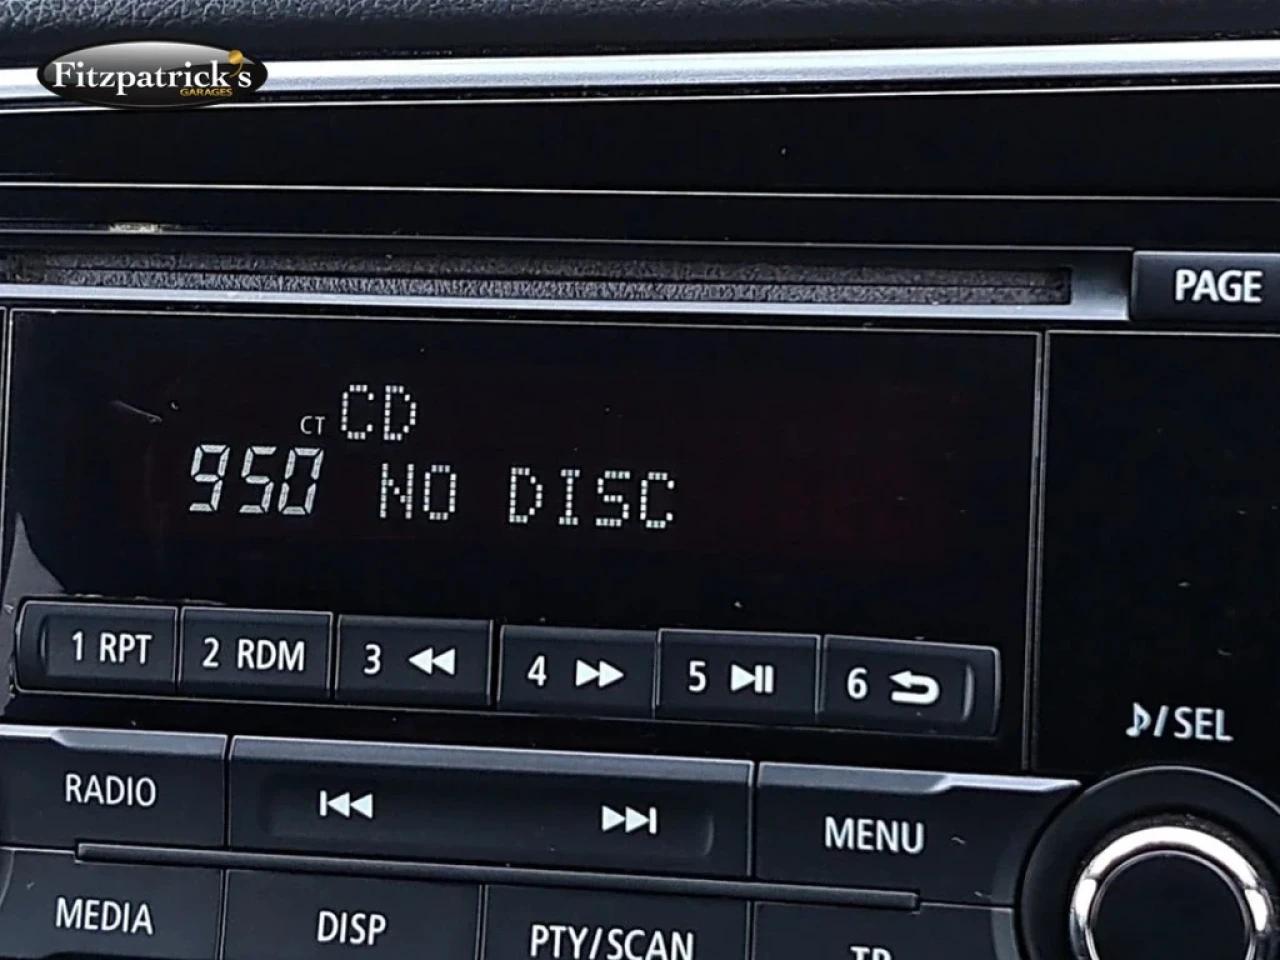 Fitzpatrick's
GARAGES
PAGE
CT CD
950 NO DISC
1 RPT 2 RDM 3 4 5 6
/SEL
RADIO
MENU
MEDIA DISP PTY/SCAN TP